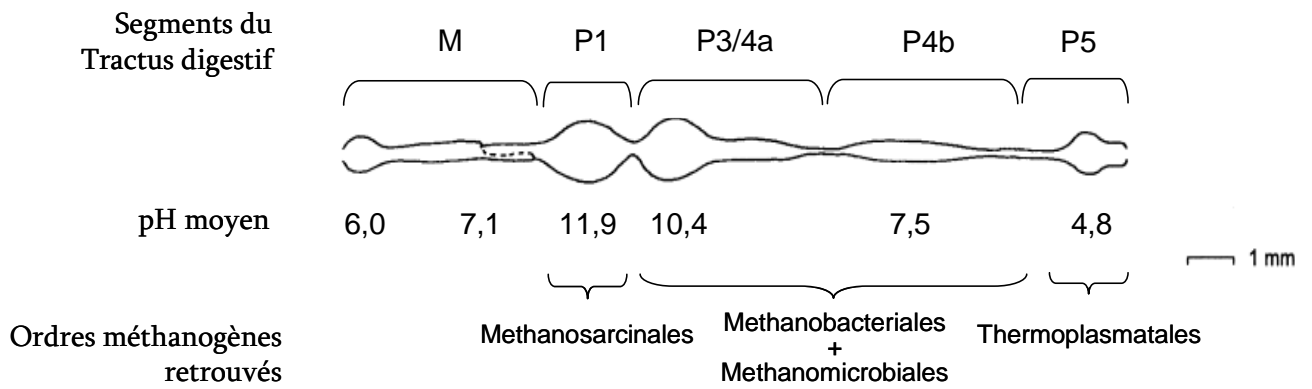 Segments du
Tractus digestif
M P1 P3/4a P4b P5
pH moyen 6,0 7,1 11,9 10,4 7,5 4,8
1 mm
Ordres méthanogènes
retrouvés
Methanosarcinales
Methanobacteriales
+
Methanomicrobiales
Thermoplasmatales